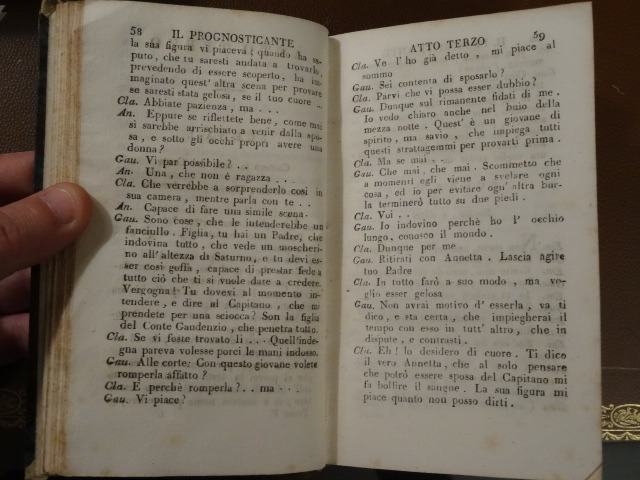 58 IL PROGNOSTICANTE
la sua figura vi piaceva; quando ha sa-
puto, che tu saresti andata a trovarlo,
prevedendo di essere scoperto, ha im-
maginato quest' altra scena per provare
se saresti stata gelosa, se il tuo cuore ...
Cla. Abbiate pazienza, ma . . .
An. Eppure se riflettete bene, come mai
si sarebbe arrischiato a venir dalla spo-
sa, e sotto gli occhj proprj avere una
donna?
Gau. Vi par possibile? . .
An. Una, che non è ragazza . .
Cla. Che verrebbe a sorprenderlo così in
sua camera, mentre parla con te . .
An. Capace di fare una simile scena.
Gau. Sono cose, che le intenderebbe un
fanciullo. Figlia, tu hai un Padre, che
indovina tutto, che vede un moscheri-
no all'altezza di Saturno, e tu devi es-
ser così goffa, capace di prestar fede a
tutto ciò che ti si vuole dare a credere.
Vergogna! Tu dovevi al momento in-
tendere, e dire al Capitano, che mi
prendete per una sciocca? Son la figlia
del Conte Gaudenzio, che penetra tutto.
Cla. Se vi foste trovato lì . . . Quell'inde-
gna pareva volesse porci le mani indosso.
Gau. Alle corte: Con questo giovane volete
romperla affatto?
Cla. E perchè romperla? . . ma . . .
Gau. Vi piace?
ATTO TERZO 59
Cla. Ve l'ho già detto, mi piace al
sommo
Gau. Sei contenta di sposarlo?
Cla. Parvi che vi possa esser dubbio?
Gau. Dunque sul rimanente fidati di me.
Io vedo chiaro anche nel buio della
mezza notte. Quest' è un giovane di
spirito, ma savio, che impiega tutti
questi strattagemmi per provarti prima.
Cla. Ma se mai . .
Gau. Che mai, che mai. Scommetto che
a momenti egli viene a svelare ogni
cosa, ed io per evitare ogn' altra bur-
la terminerò tutto su due piedi.
Cla. Voi . .
Gau. Io indovino perchè ho l' occhio
lungo, conosco il mondo.
Cla. Dunque per me .
Gau. Ritirati con Annetta. Lascia agire
tuo Padre
Cla. In tutto farò a suo modo, ma vo-
glio esser gelosa
Gau. Non avrai motivo d' esserla, va ti
dico, e sta certa, che impiegherai il
tempo con esso in tutt' altro, che in
dispute, e contrasti.
Cla. Eh! lo desidero di cuore. Ti dico
il vero Annetta, che al solo pensare
che potrò essere sposa del Capitano mi
fa bollire il sangue. La sua figura mi
piace quanto non posso dirti.